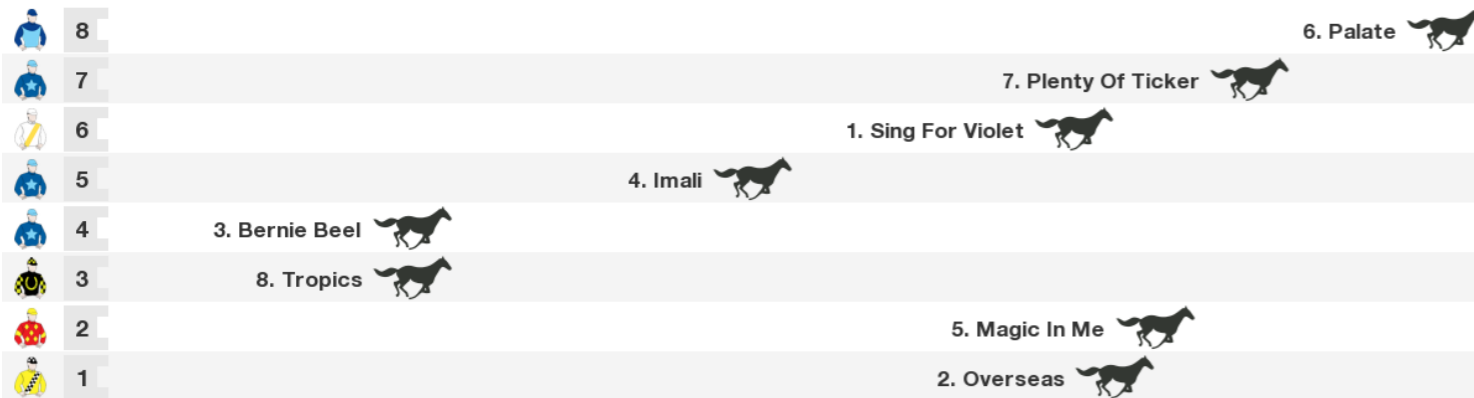 8 6. Palate
7 7. Plenty Of Ticker
6 1. Sing For Violet
5 4. Imali
4 3. Bernie Beel
3 8. Tropics
2 5. Magic In Me
1 2. Overseas